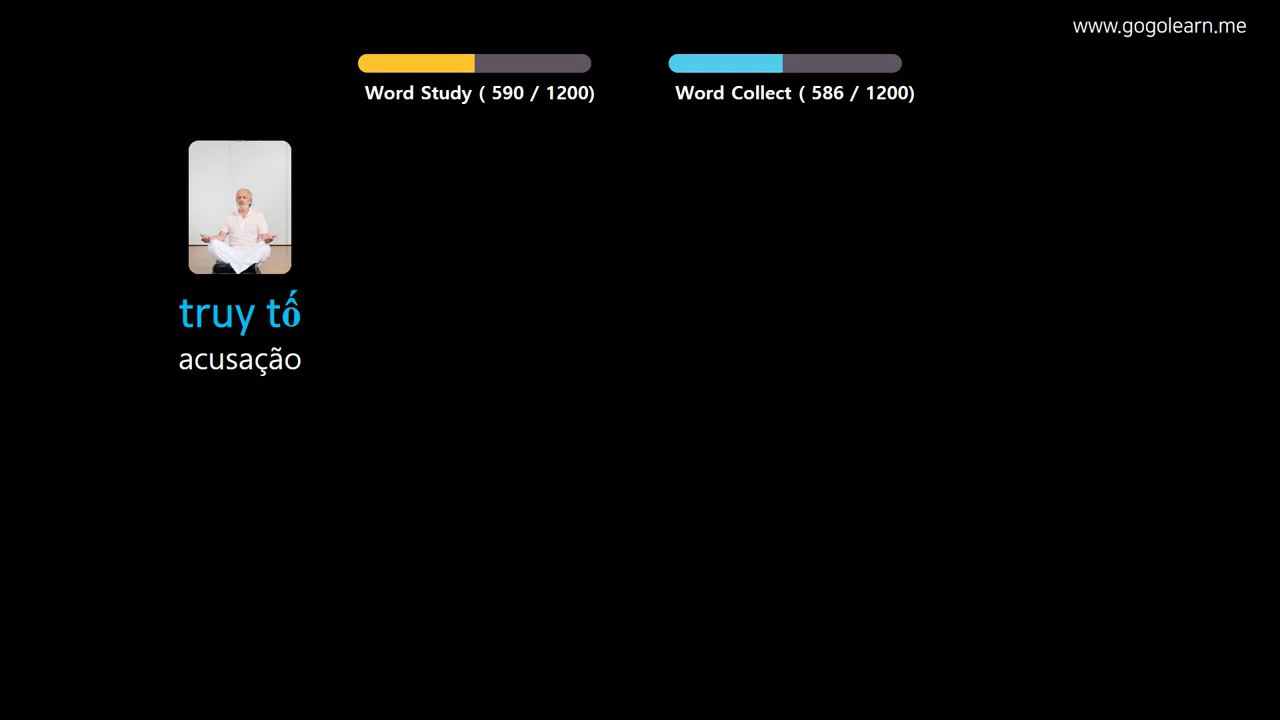 www.gogolearn.me
Word Study ( 590 / 1200)
Word Collect ( 586 / 1200)
truy tố
acusação